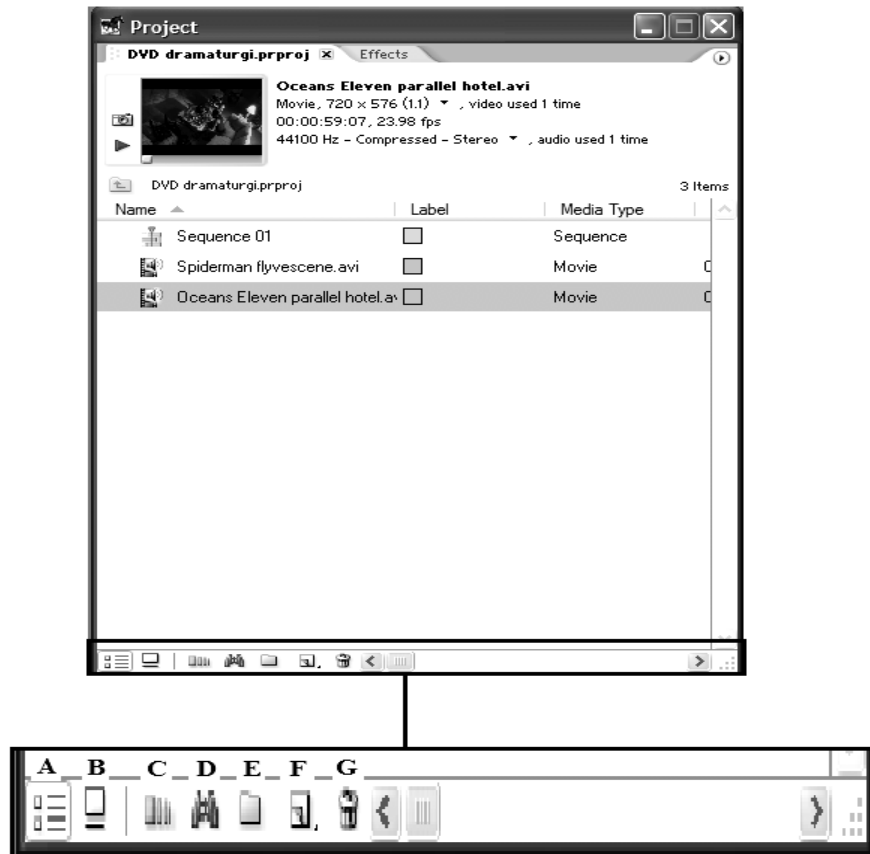 Project
DVD dramaturgi.prproj Effects
Oceans Eleven parallel hotel.avi
Movie, 720 x 576 (1.1) , video used 1 time
00:00:59:07, 23.98 fps
44100 Hz - Compressed - Stereo , audio used 1 time
DVD dramaturgi.prproj 3 Items
Name Label Media Type
Sequence 01 Sequence
Spiderman flyvescene.avi Movie
Oceans Eleven parallel hotel.av Movie
A B C D E F G